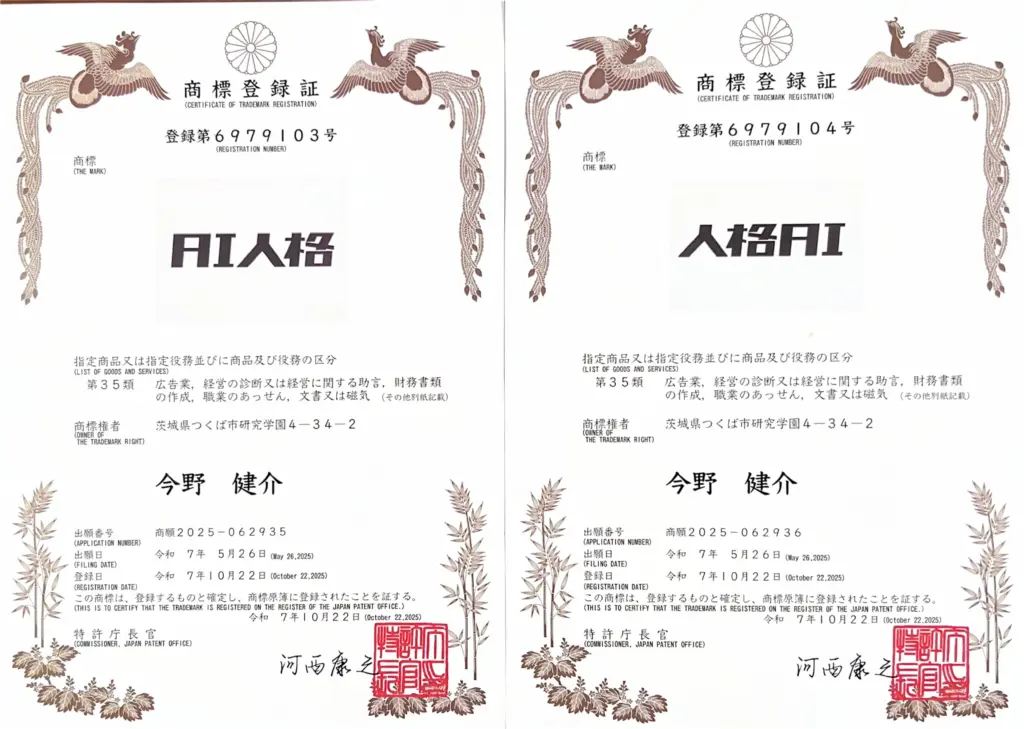 商標登録証
(CERTIFICATE OF TRADEMARK REGISTRATION)
登録第6979103号
(REGISTRATION NUMBER)
商標
(THE MARK)
AI人格
指定商品又は指定役務並びに商品及び役務の区分
(LIST OF GOODS AND SERVICES)
第35類 広告業,経営の診断又は経営に関する助言,財務書類
の作成,職業のあっせん,文書又は磁気 (その他別紙記載)
商標権者 茨城県つくば市研究学園4-34-2
(OWNER OF
THE TRADEMARK RIGHT)
今野 健介
出願番号 商願2025-062935
(APPLICATION NUMBER)
出願日 令和 7年 5月26日(May 26,2025)
(FILING DATE)
登録日 令和 7年10月22日(October 22,2025)
(REGISTRATION DATE)
この商標は、登録するものと確定し、商標原簿に登録されたことを証する。
(THIS IS TO CERTIFY THAT THE TRADEMARK IS REGISTERED ON THE REGISTER OF THE JAPAN PATENT OFFICE.)
令和 7年10月22日(October 22,2025)
特許庁長官
(COMMISSIONER, JAPAN PATENT OFFICE)
河西康之
特許庁長官之印
商標登録証
(CERTIFICATE OF TRADEMARK REGISTRATION)
登録第6979104号
(REGISTRATION NUMBER)
商標
(THE MARK)
人格AI
指定商品又は指定役務並びに商品及び役務の区分
(LIST OF GOODS AND SERVICES)
第35類 広告業,経営の診断又は経営に関する助言,財務書類
の作成,職業のあっせん,文書又は磁気 (その他別紙記載)
商標権者 茨城県つくば市研究学園4-34-2
(OWNER OF
THE TRADEMARK RIGHT)
今野 健介
出願番号 商願2025-062936
(APPLICATION NUMBER)
出願日 令和 7年 5月26日(May 26,2025)
(FILING DATE)
登録日 令和 7年10月22日(October 22,2025)
(REGISTRATION DATE)
この商標は、登録するものと確定し、商標原簿に登録されたことを証する。
(THIS IS TO CERTIFY THAT THE TRADEMARK IS REGISTERED ON THE REGISTER OF THE JAPAN PATENT OFFICE.)
令和 7年10月22日(October 22,2025)
特許庁長官
(COMMISSIONER, JAPAN PATENT OFFICE)
河西康之
特許庁長官之印